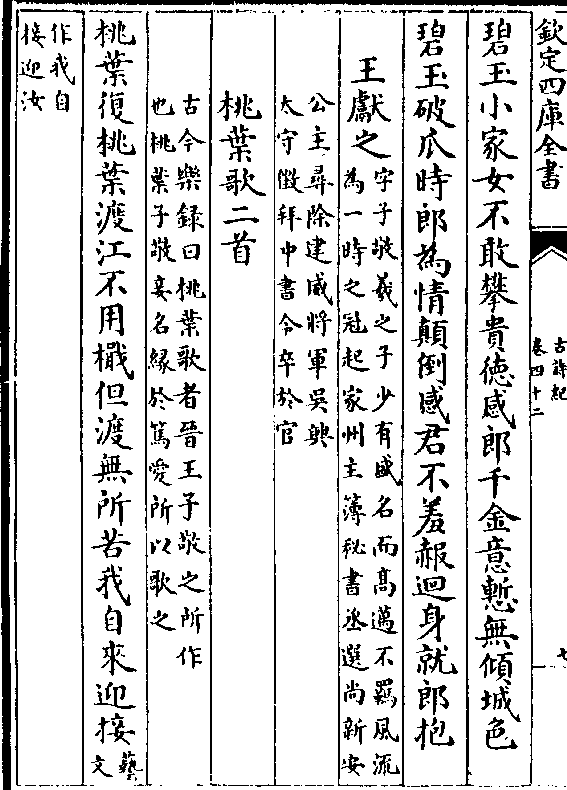 欽定四庫全書
古詩紀
卷四十二
七
碧玉小家女不敢攀貴徳感郎千金意慙無傾城色
碧玉破瓜時郎為情顛倒感君不羞赧迴身就郎抱
王獻之
字子敬羲之子少有盛名而髙邁不羈風流
為一時之冠起家州主簿秘書丞選尚新安
公主尋除建威將軍吳興
太守徴拜中書令卒於官
桃葉歌二首
古今樂録曰桃葉歌者晉王子敬之所作
也桃葉子敬妾名緣於篤愛所以歌之
桃葉復桃葉渡江不用檝但渡無所苦我自來迎接
藝
文
作我自
接迎汝